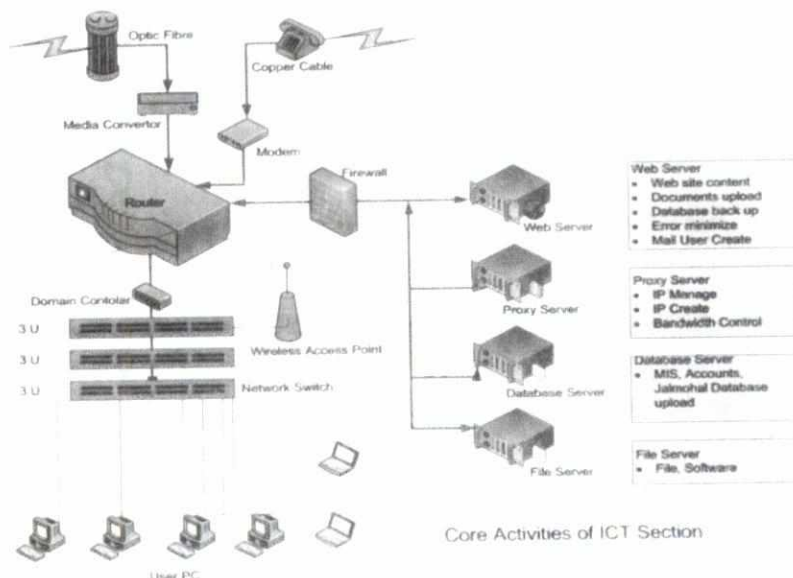 Optic Fibre
Copper Cable
Media Convertor
Modem
Firewall
Router
Web Server
Web Server
• Web site content
• Documents upload
• Database back up
• Error minimize
• Mail User Create
Domain Contolar
Wireless Access Point
Proxy Server
Proxy Server
• IP Manage
• IP Create
• Bandwidth Control
3 U
3 U
3 U
Network Switch
Database Server
Database Server
• MIS, Accounts,
Jalmohal Database
upload
File Server
File Server
• File, Software
Core Activities of ICT Section
User PC